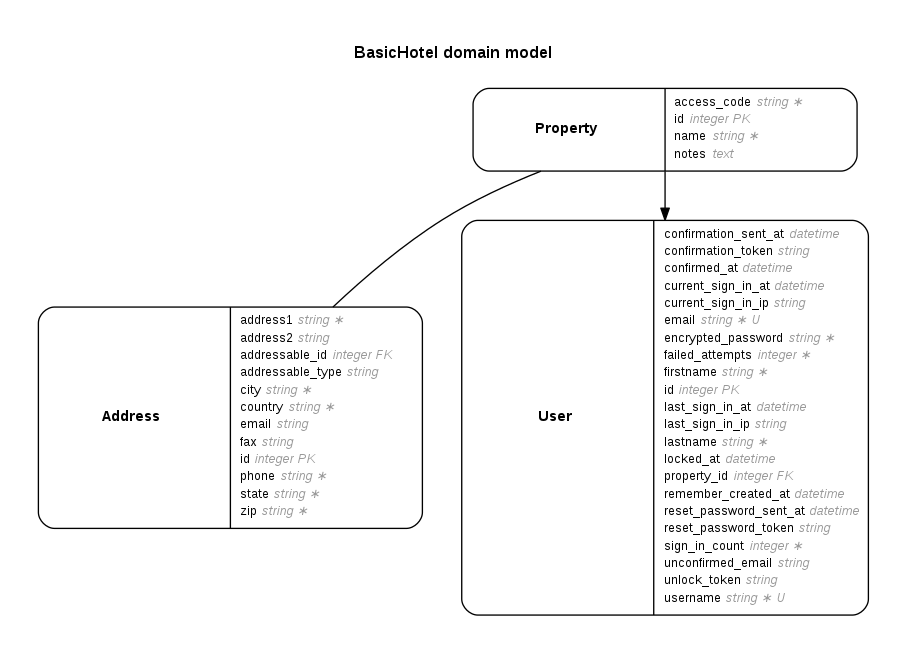 BasicHotel domain model
Property
access_code string ∗
id integer PK
name string ∗
notes text
Address
address1 string ∗
address2 string
addressable_id integer FK
addressable_type string
city string ∗
country string ∗
email string
fax string
id integer PK
phone string ∗
state string ∗
zip string ∗
User
confirmation_sent_at datetime
confirmation_token string
confirmed_at datetime
current_sign_in_at datetime
current_sign_in_ip string
email string ∗ U
encrypted_password string ∗
failed_attempts integer ∗
firstname string ∗
id integer PK
last_sign_in_at datetime
last_sign_in_ip string
lastname string ∗
locked_at datetime
property_id integer FK
remember_created_at datetime
reset_password_sent_at datetime
reset_password_token string
sign_in_count integer ∗
unconfirmed_email string
unlock_token string
username string ∗ U